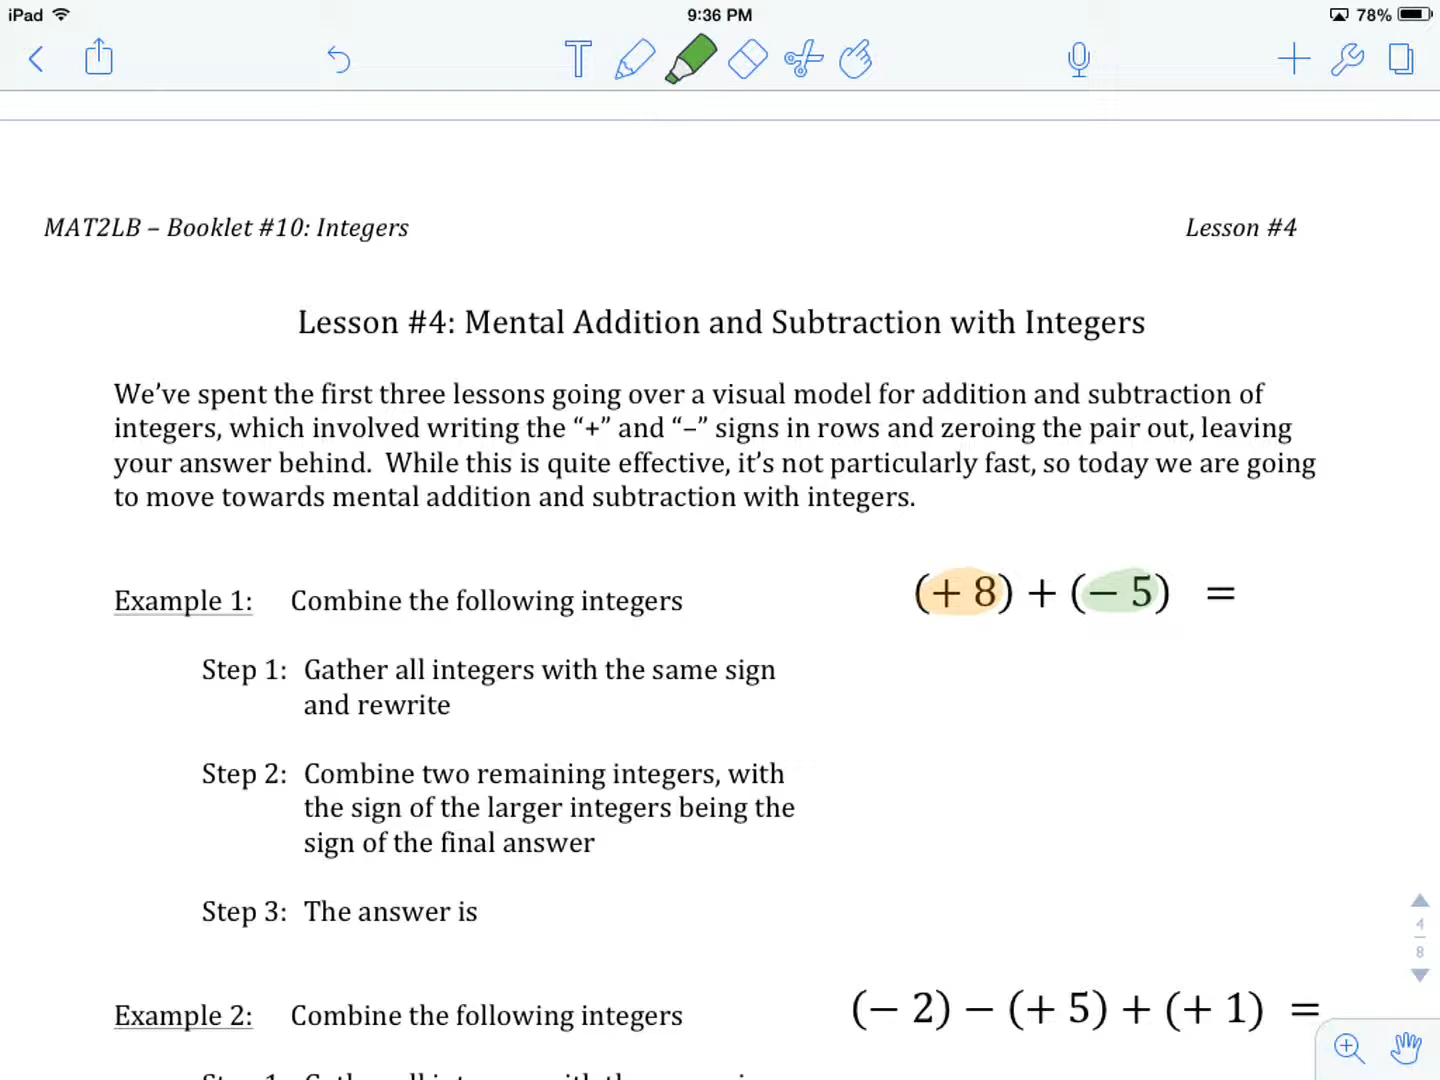 iPad 9:36 PM 78%
MAT2LB – Booklet #10: Integers Lesson #4
Lesson #4: Mental Addition and Subtraction with Integers
We’ve spent the first three lessons going over a visual model for addition and subtraction of
integers, which involved writing the “+” and “–” signs in rows and zeroing the pair out, leaving
your answer behind.  While this is quite effective, it’s not particularly fast, so today we are going
to move towards mental addition and subtraction with integers.
Example 1: Combine the following integers (+ 8) + (− 5) =
Step 1: Gather all integers with the same sign
and rewrite
Step 2: Combine two remaining integers, with
the sign of the larger integers being the
sign of the final answer
Step 3: The answer is
4
8
Example 2: Combine the following integers (− 2) − (+ 5) + (+ 1) =